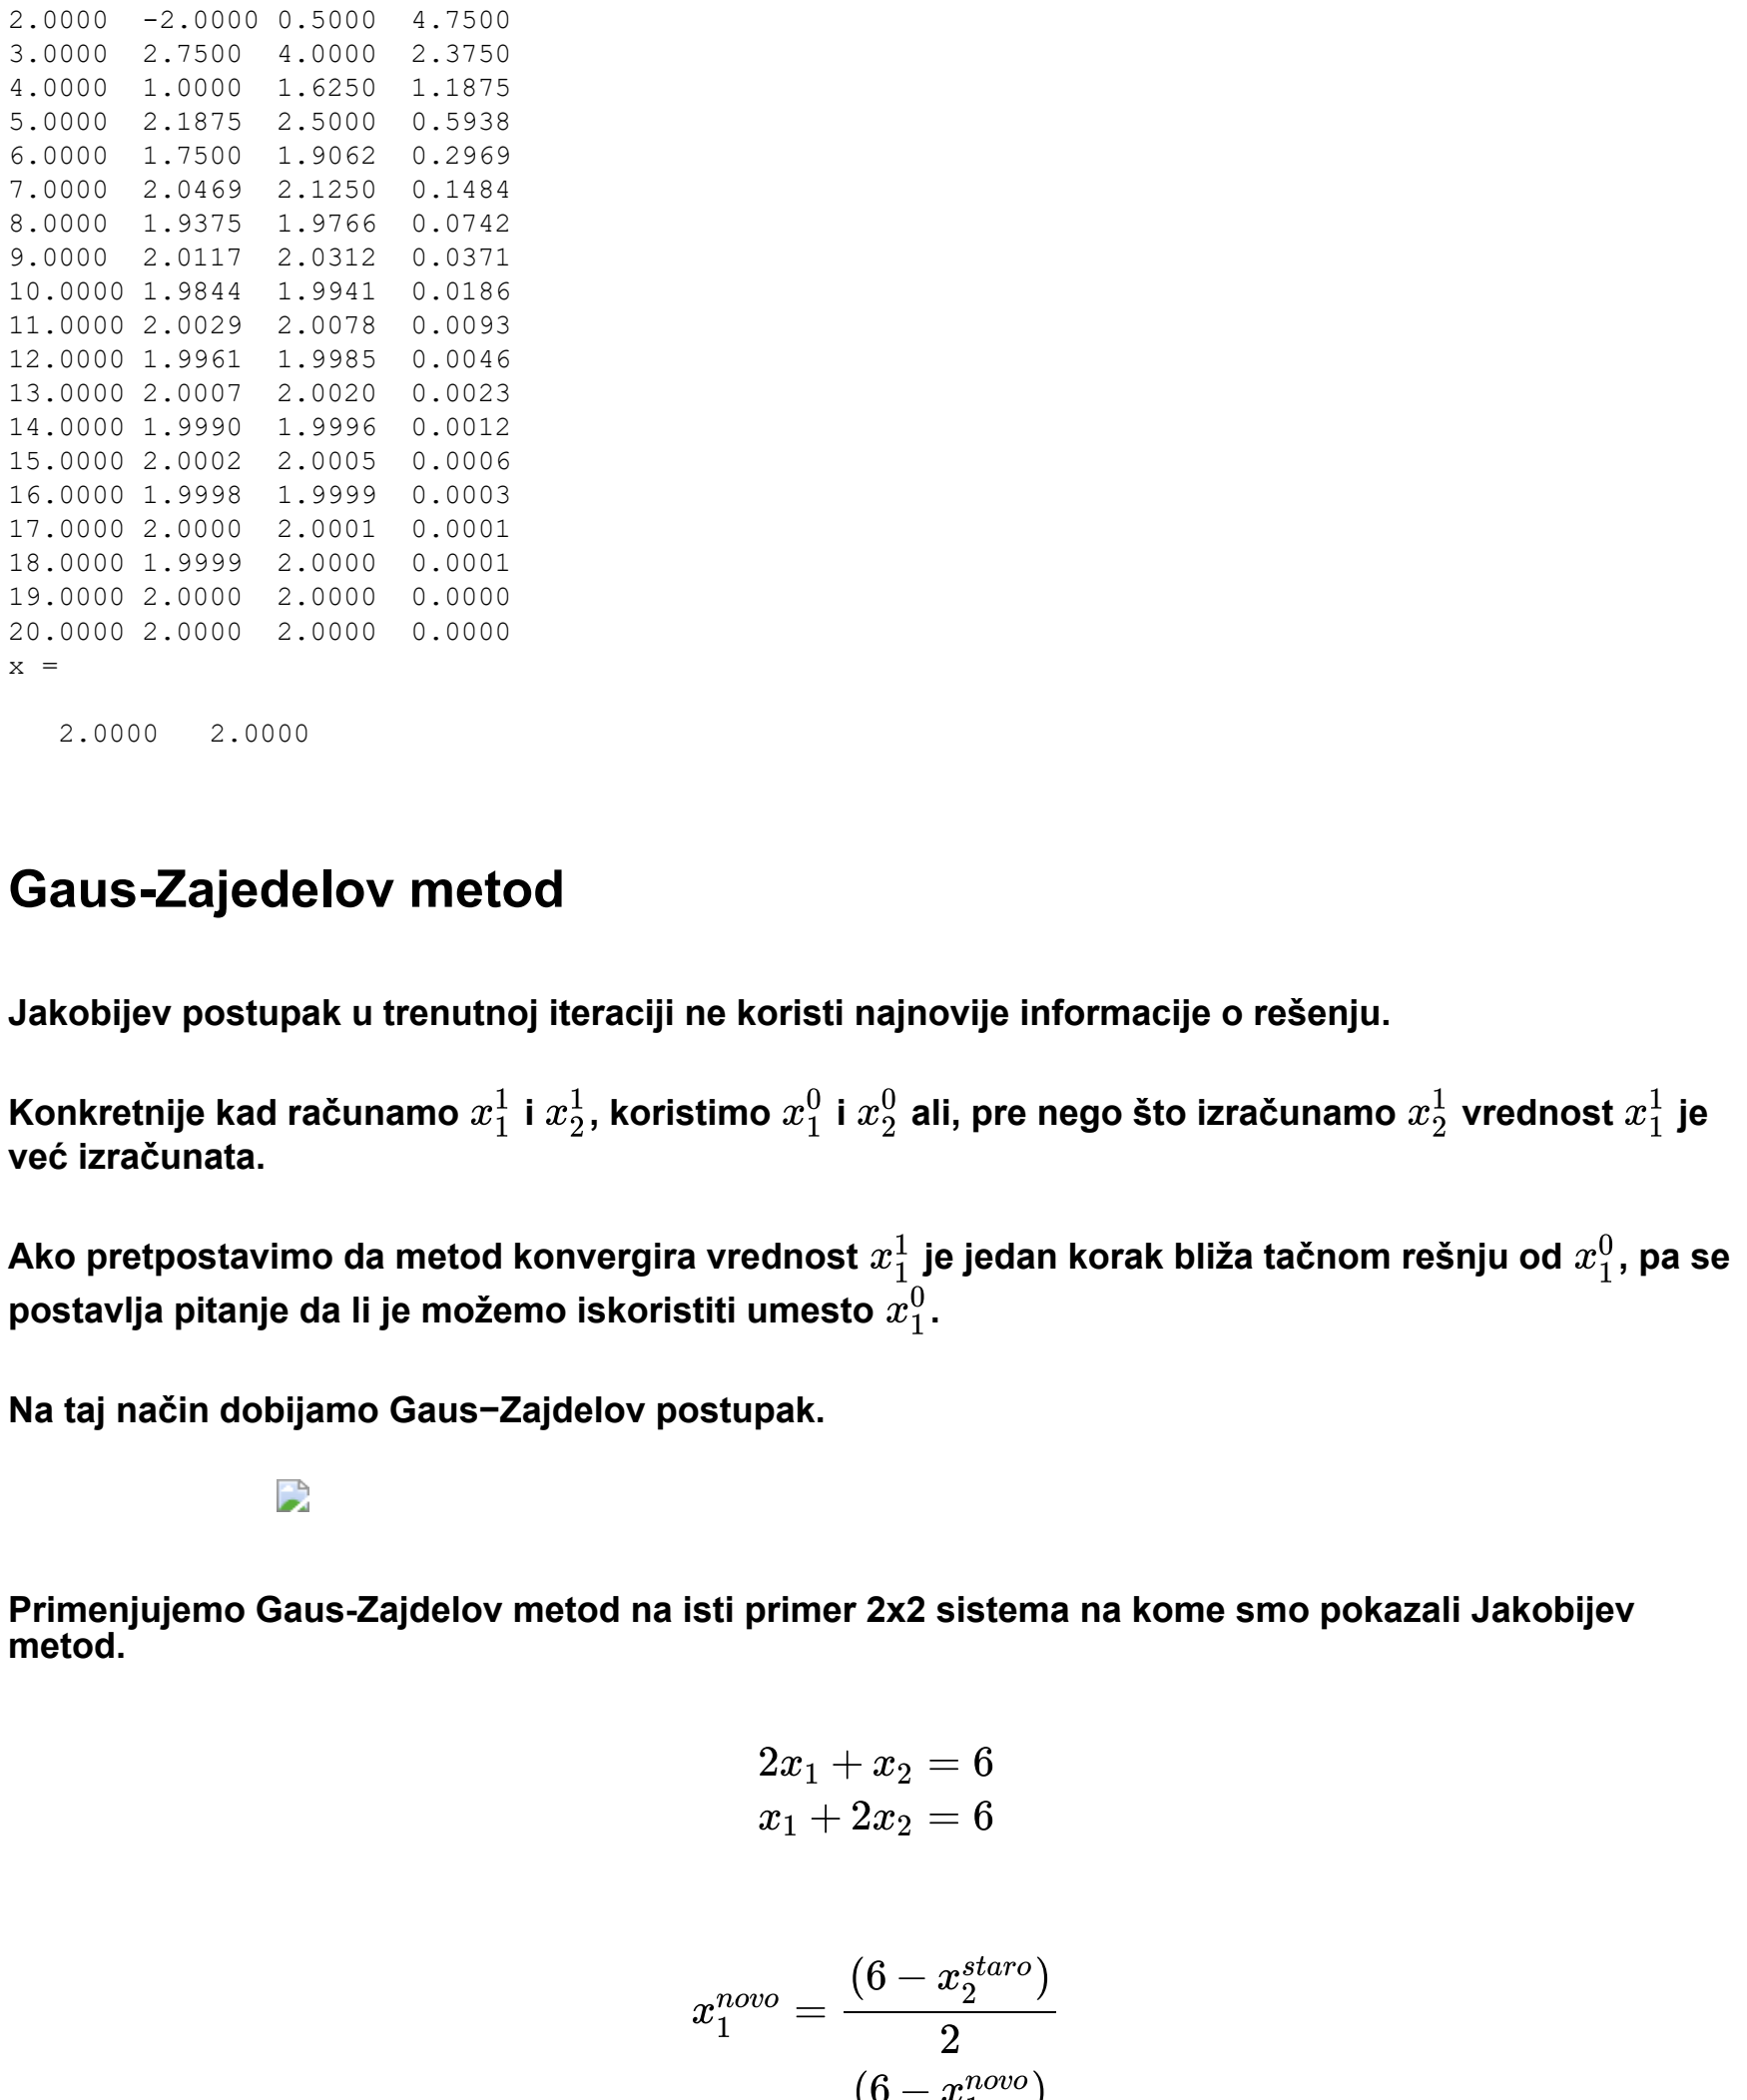 2.0000 -2.0000 0.5000 4.7500
3.0000 2.7500 4.0000 2.3750
4.0000 1.0000 1.6250 1.1875
5.0000 2.1875 2.5000 0.5938
6.0000 1.7500 1.9062 0.2969
7.0000 2.0469 2.1250 0.1484
8.0000 1.9375 1.9766 0.0742
9.0000 2.0117 2.0312 0.0371
10.0000 1.9844 1.9941 0.0186
11.0000 2.0029 2.0078 0.0093
12.0000 1.9961 1.9985 0.0046
13.0000 2.0007 2.0020 0.0023
14.0000 1.9990 1.9996 0.0012
15.0000 2.0002 2.0005 0.0006
16.0000 1.9998 1.9999 0.0003
17.0000 2.0000 2.0001 0.0001
18.0000 1.9999 2.0000 0.0001
19.0000 2.0000 2.0000 0.0000
20.0000 2.0000 2.0000 0.0000
x =
2.0000 2.0000
Gaus-Zajedelov metod
Jakobijev postupak u trenutnoj iteraciji ne koristi najnovije informacije o rešenju.
Konkretnije kad računamo $x_1^1$ i $x_2^1$, koristimo $x_1^0$ i $x_2^0$ ali, pre nego što izračunamo $x_2^1$ vrednost $x_1^1$ je
već izračunata.
Ako pretpostavimo da metod konvergira vrednost $x_1^1$ je jedan korak bliža tačnom rešnju od $x_1^0$, pa se
postavlja pitanje da li je možemo iskoristiti umesto $x_1^0$.
Na taj način dobijamo Gaus−Zajdelov postupak.
Primenjujemo Gaus-Zajdelov metod na isti primer 2x2 sistema na kome smo pokazali Jakobijev
metod.
$2x_1 + x_2 = 6$
$x_1 + 2x_2 = 6$
$x_1^{novo} = \frac{(6 - x_2^{staro})}{2}$
$(6 - x_1^{novo})$